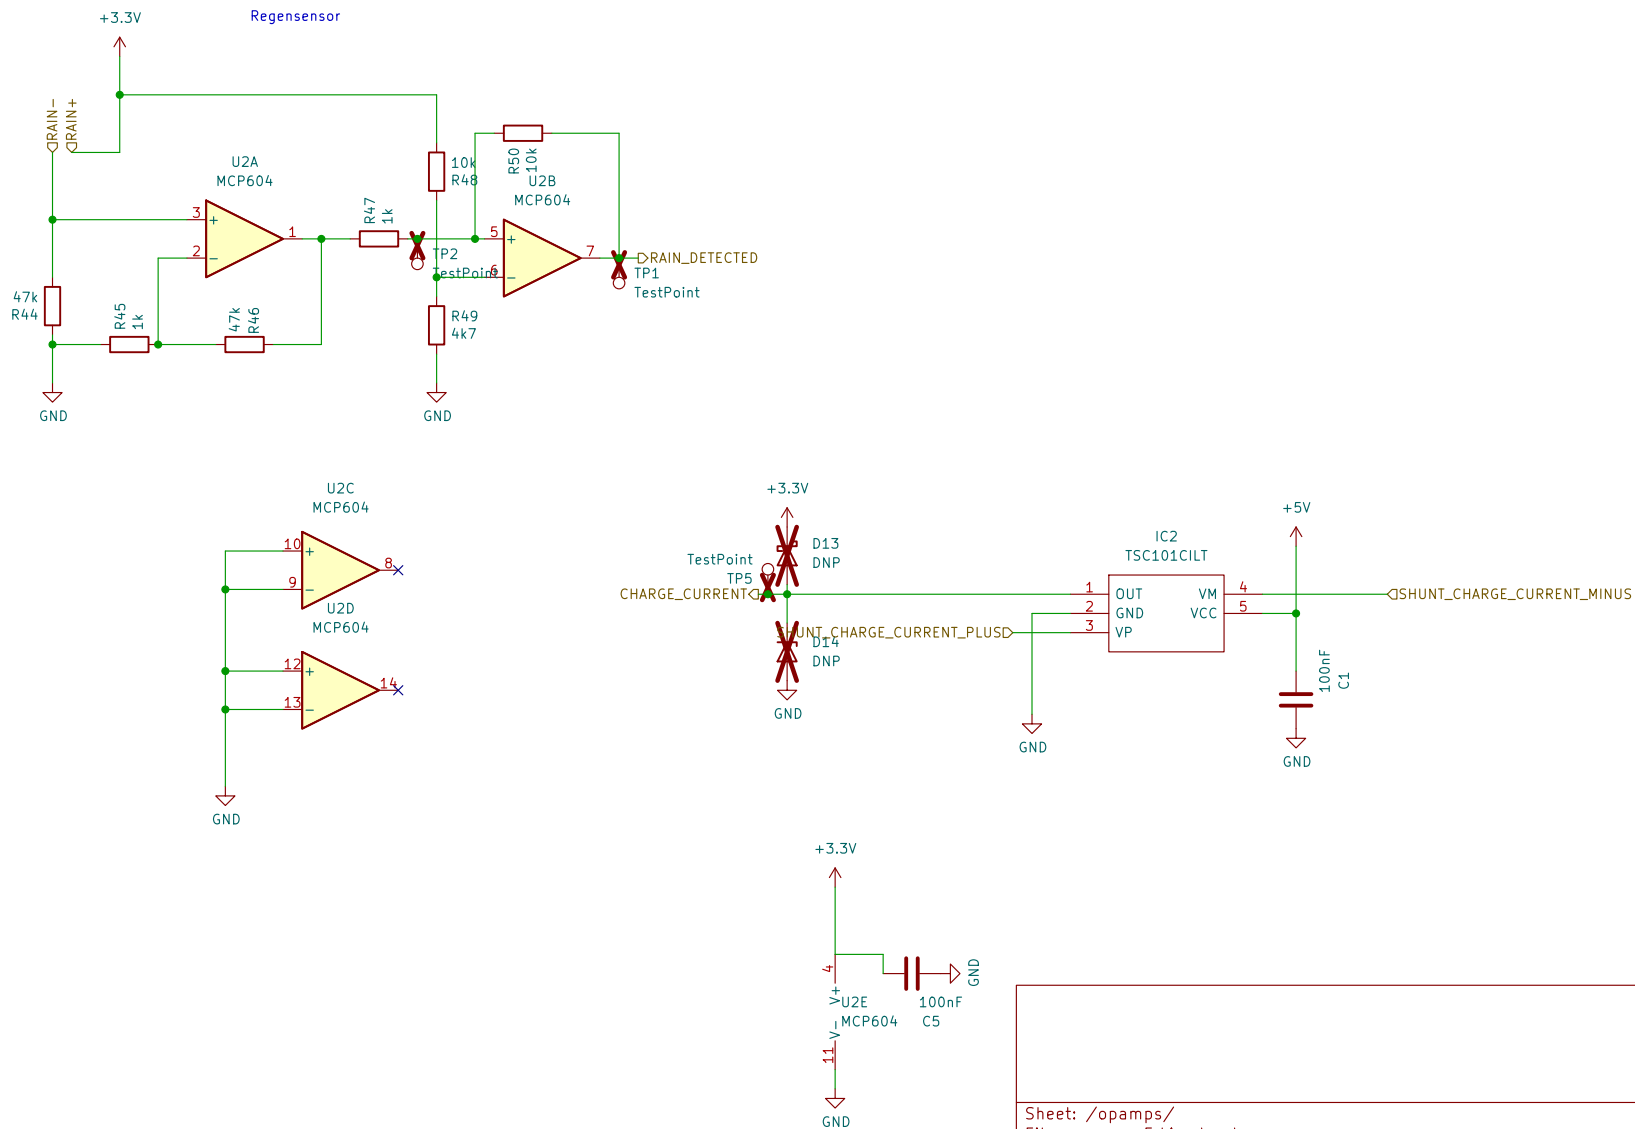 Regensensor
+3.3V
RAIN-
RAIN+
U2A
MCP604
3
+
2
−
1
47k
R44
R45
1k
47k
R46
GND
R47
1k
10k
R48
TP2
TestPoint
R49
4k7
GND
R50
10k
U2B
MCP604
5
+
6
−
7
RAIN_DETECTED
TP1
TestPoint
U2C
MCP604
10
+
9
−
8
U2D
MCP604
12
+
13
−
14
GND
+3.3V
D13
DNP
TestPoint
TP5
CHARGE_CURRENT
SHUNT_CHARGE_CURRENT_PLUS
D14
DNP
GND
IC2
TSC101CILT
1
OUT
2
GND
3
VP
VM
4
VCC
5
GND
+5V
SHUNT_CHARGE_CURRENT_MINUS
100nF
C1
GND
+3.3V
4
V+
U2E
MCP604
V−
11
GND
100nF
C5
GND
Sheet: /opamps/